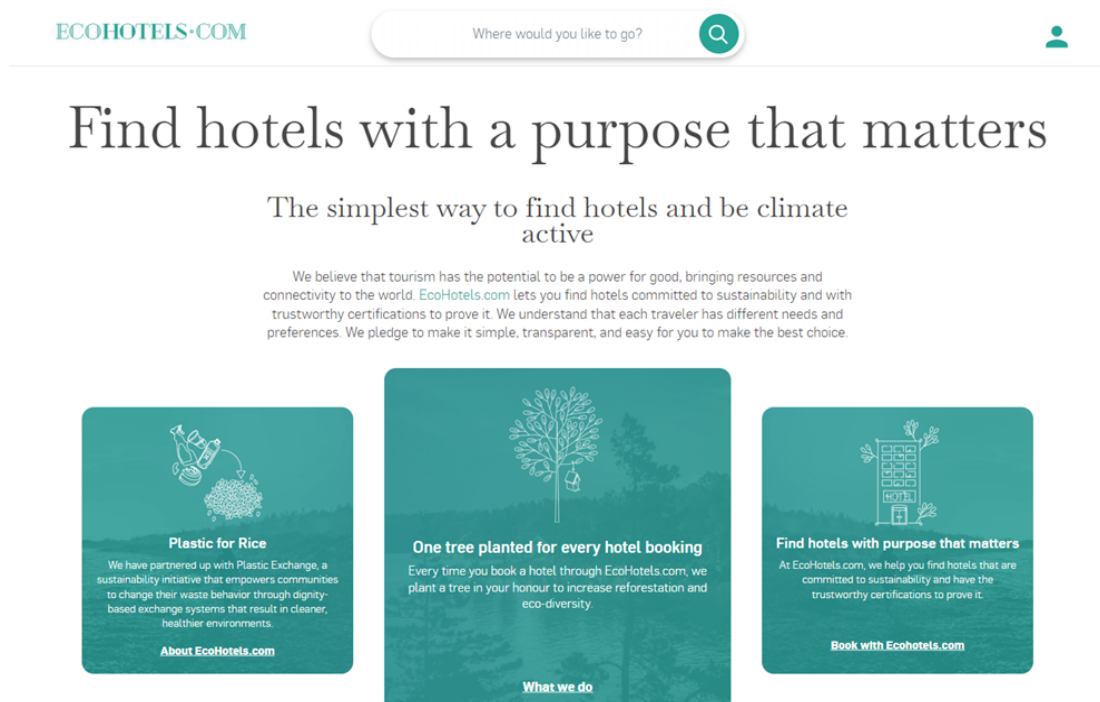 ECOHOTELS•COM
Where would you like to go?
Find hotels with a purpose that matters
The simplest way to find hotels and be climate
active
We believe that tourism has the potential to be a power for good, bringing resources and
connectivity to the world. EcoHotels.com lets you find hotels committed to sustainability and with
trustworthy certifications to prove it. We understand that each traveler has different needs and
preferences. We pledge to make it simple, transparent, and easy for you to make the best choice.
Plastic for Rice
We have partnered up with Plastic Exchange, a
sustainability initiative that empowers communities
to change their waste behavior through dignity-
based exchange systems that result in cleaner,
healthier environments.
About EcoHotels.com
One tree planted for every hotel booking
Every time you book a hotel through EcoHotels.com, we
plant a tree in your honour to increase reforestation and
eco-diversity.
What we do
HOTEL
Find hotels with purpose that matters
At EcoHotels.com, we help you find hotels that are
committed to sustainability and have the
trustworthy certifications to prove it.
Book with Ecohotels.com